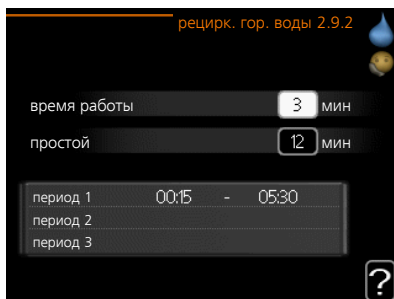 рецирк. гор. воды 2.9.2
время работы 3 мин
простой 12 мин
период 1 00:15 - 05:30
период 2
период 3
?